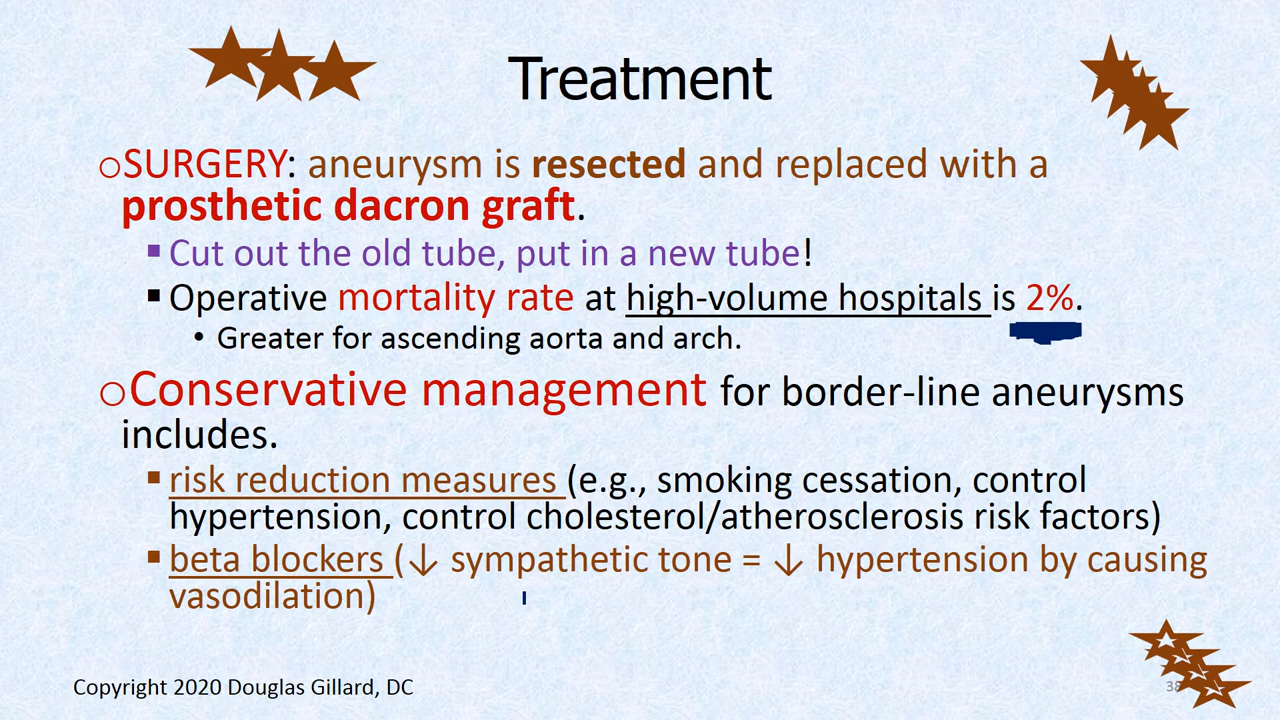 Treatment
○SURGERY: aneurysm is resected and replaced with a
prosthetic dacron graft.
▪Cut out the old tube, put in a new tube!
▪Operative mortality rate at high-volume hospitals is 2%.
• Greater for ascending aorta and arch.
○Conservative management for border-line aneurysms
includes.
▪risk reduction measures (e.g., smoking cessation, control
hypertension, control cholesterol/atherosclerosis risk factors)
▪beta blockers (↓ sympathetic tone = ↓ hypertension by causing
vasodilation)
Copyright 2020 Douglas Gillard, DC